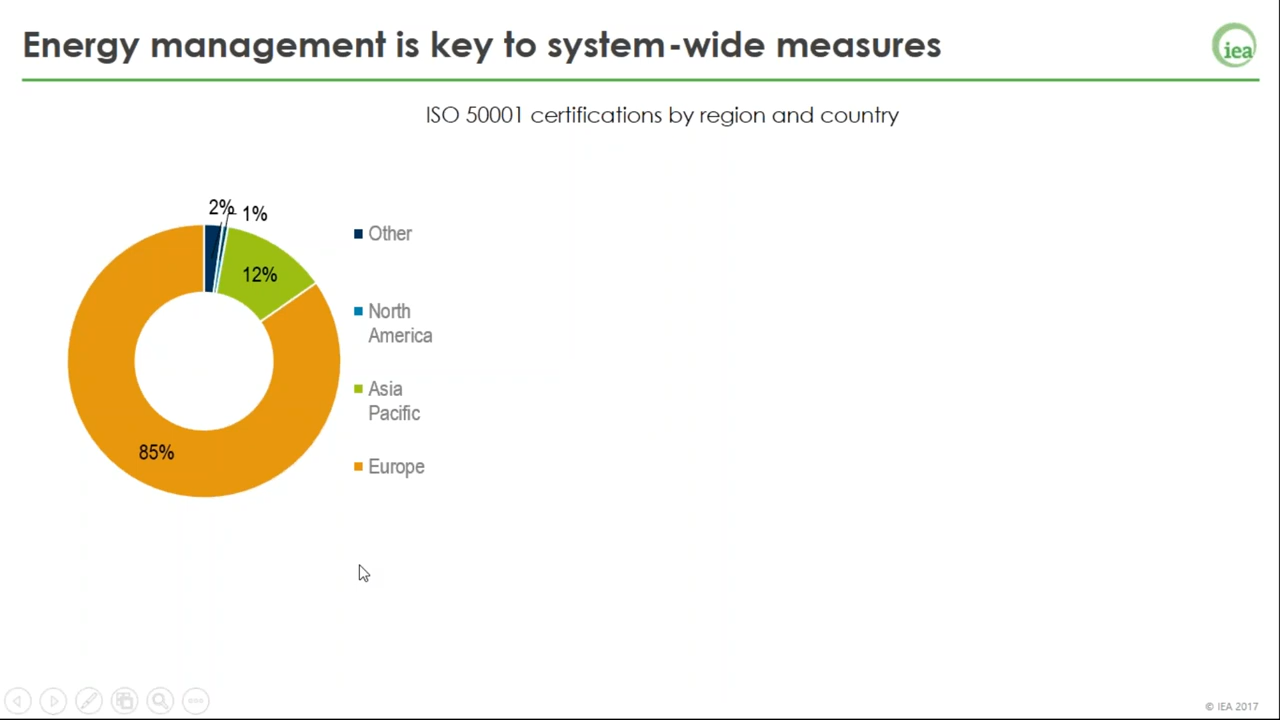 Energy management is key to system-wide measures
iea
ISO 50001 certifications by region and country
2%
1%
12%
85%
Other
North
America
Asia
Pacific
Europe
© IEA 2017